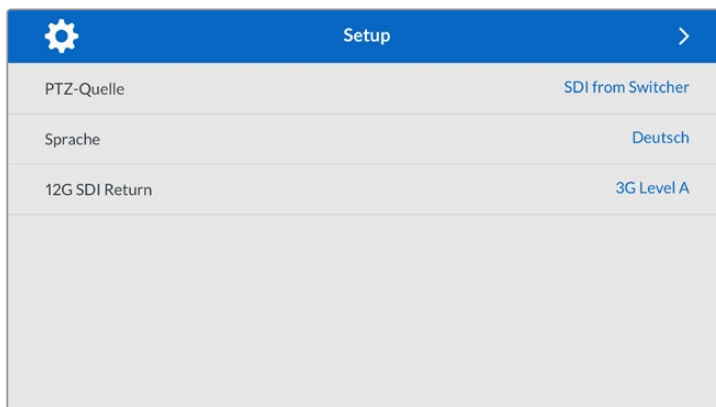 Setup
PTZ-Quelle SDI from Switcher
Sprache Deutsch
12G SDI Return 3G Level A